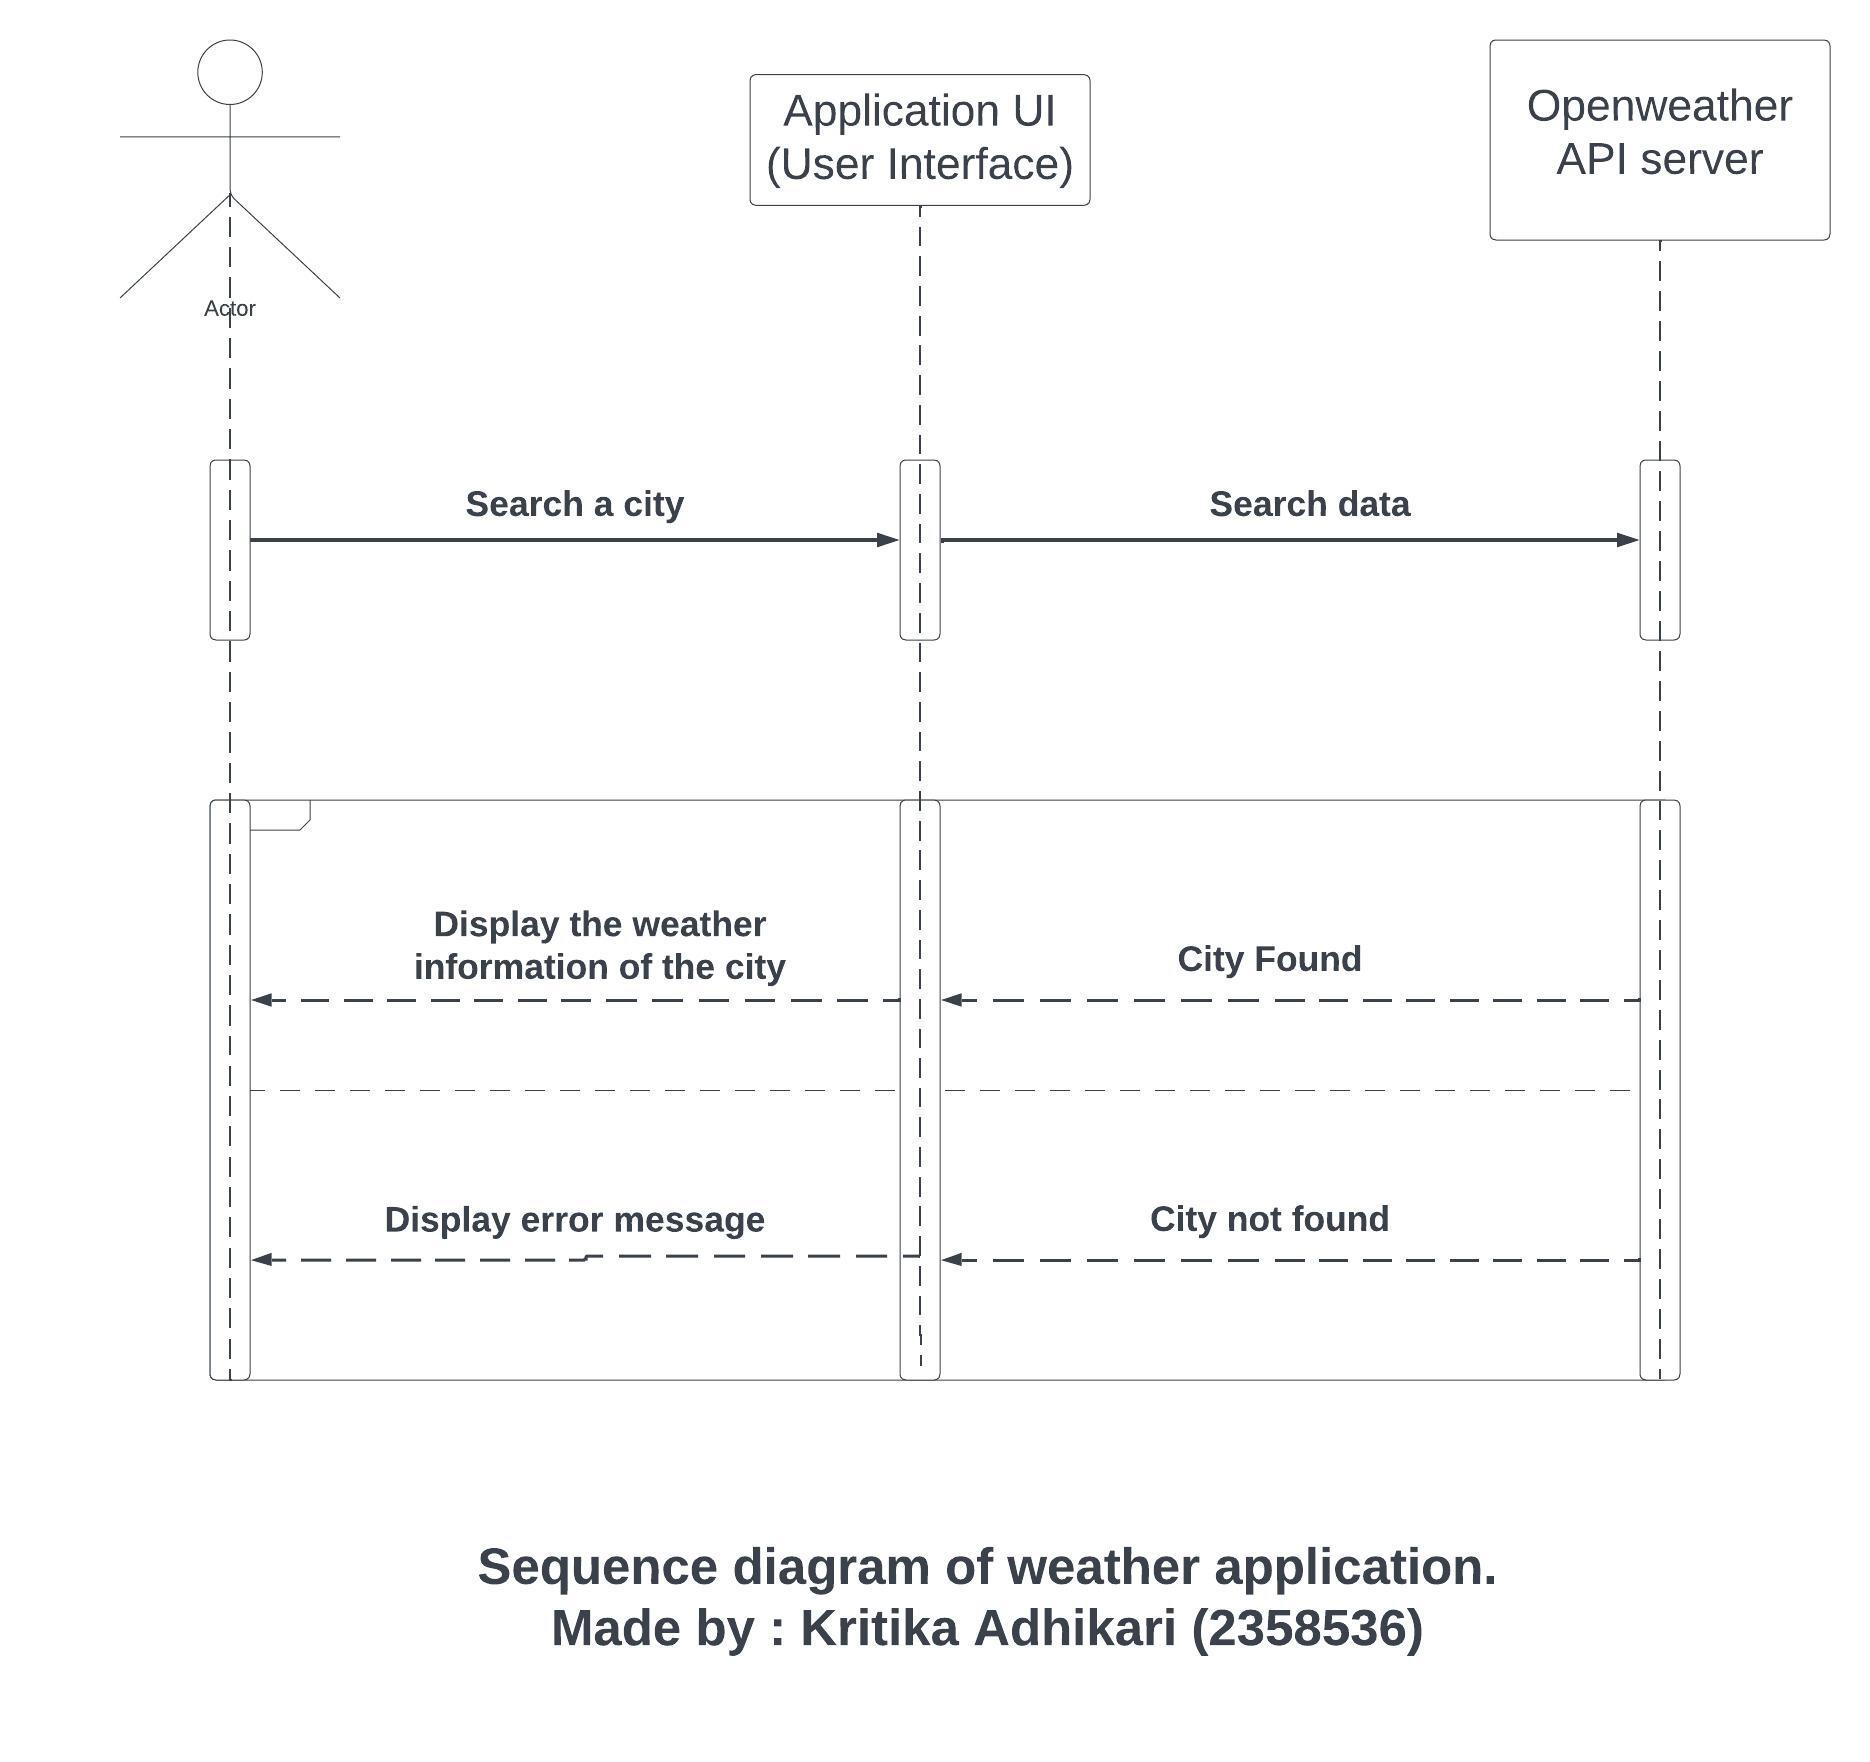 Application UI
(User Interface)
Openweather
API server
Actor
Search a city
Search data
Display the weather
information of the city
City Found
Display error message
City not found
Sequence diagram of weather application.
Made by : Kritika Adhikari (2358536)